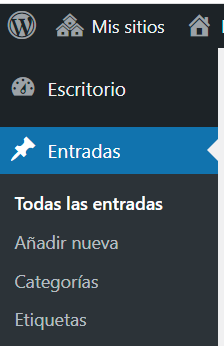 Mis sitios
Escritorio
Entradas
Todas las entradas
Añadir nueva
Categorías
Etiquetas